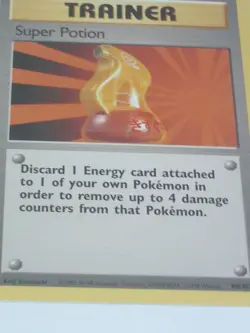 TRAINER
Super Potion
Discard 1 Energy card attached
to 1 of your own Pokémon in
order to remove up to 4 damage
counters from that Pokémon.